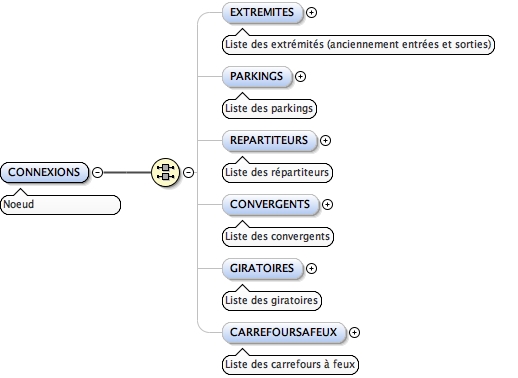 EXTREMITES
Liste des extrémités (anciennement entrées et sorties)
PARKINGS
Liste des parkings
REPARTITEURS
Liste des répartiteurs
CONNEXIONS
Noeud
CONVERGENTS
Liste des convergents
GIRATOIRES
Liste des giratoires
CARREFOURSAFEUX
Liste des carrefours à feux